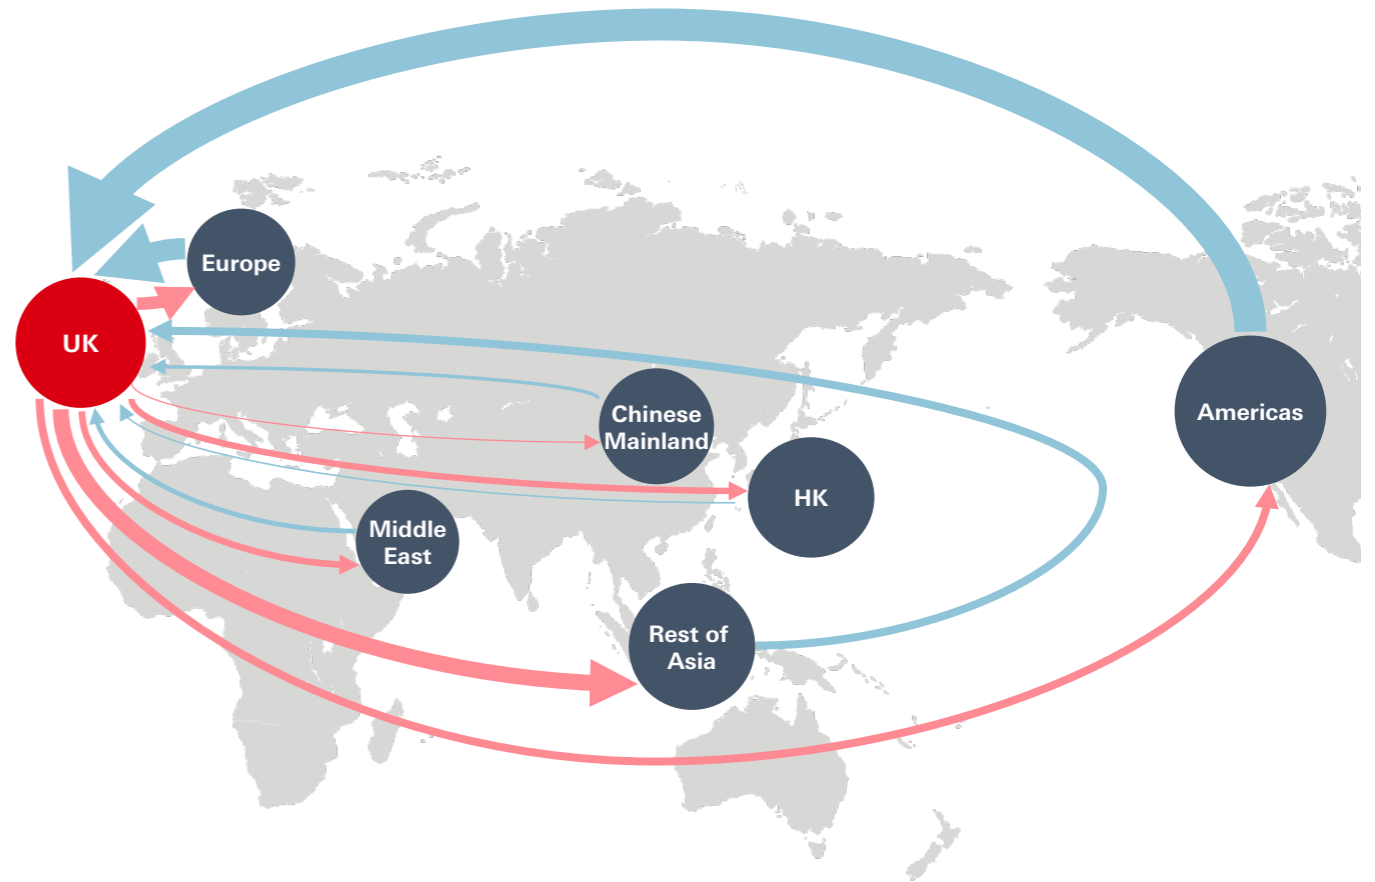 Europe
UK
Chinese
Mainland
Americas
HK
Middle
East
Rest of
Asia